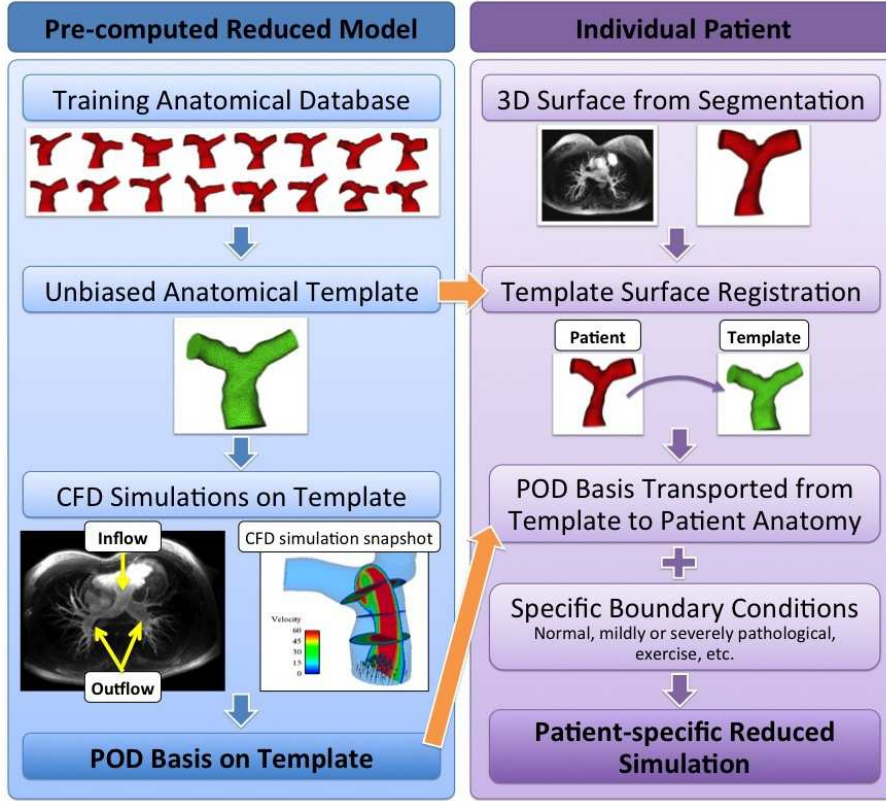 Pre-computed Reduced Model
Training Anatomical Database
Unbiased Anatomical Template
CFD Simulations on Template
Inflow
Outflow
CFD simulation snapshot
Velocity
60
45
30
15
0
POD Basis on Template
Individual Patient
3D Surface from Segmentation
Template Surface Registration
Patient
Template
POD Basis Transported from
Template to Patient Anatomy
Specific Boundary Conditions
Normal, mildly or severely pathological,
exercise, etc.
Patient-specific Reduced
Simulation